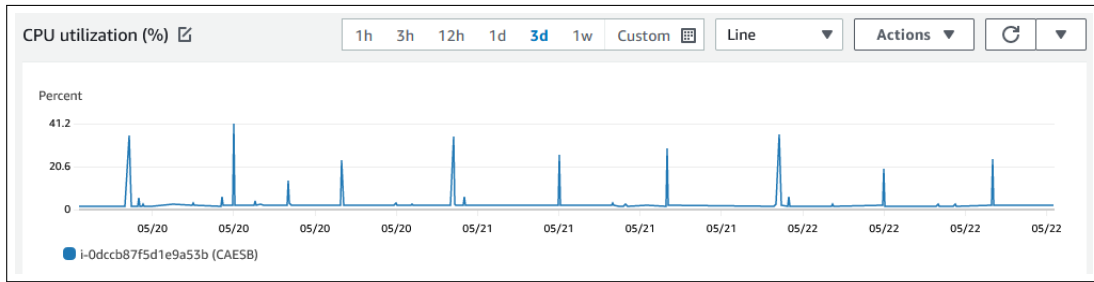 CPU utilization (%)
1h 3h 12h 1d 3d 1w Custom Line Actions
Percent
41.2
20.6
0
05/20 05/20 05/20 05/20 05/21 05/21 05/21 05/21 05/22 05/22 05/22 05/22
i-0dccb87f5d1e9a53b (CAESB)